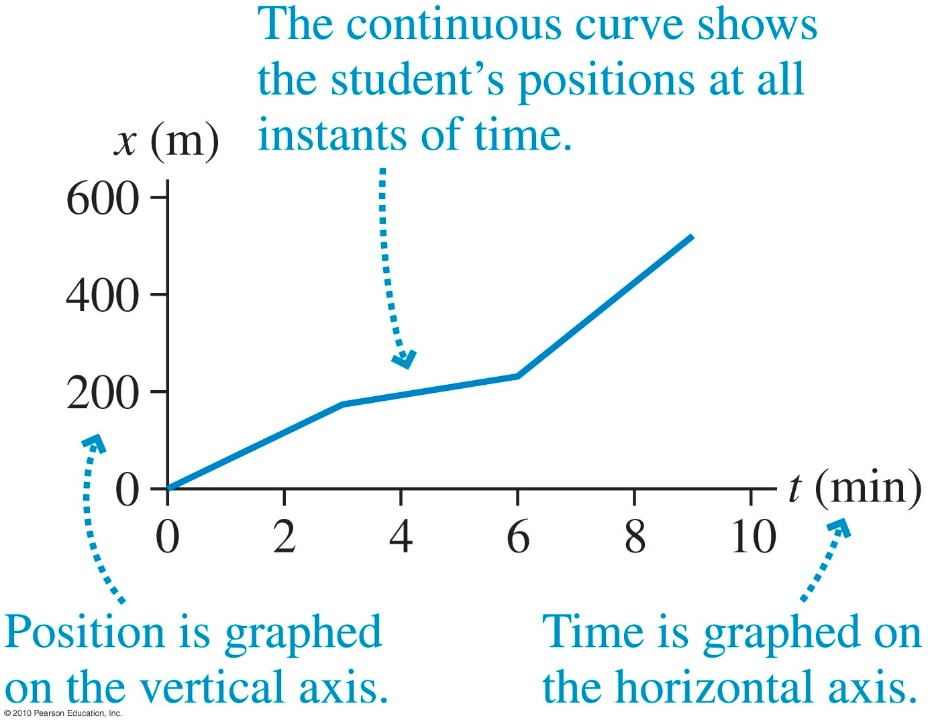 The continuous curve shows
the student’s positions at all
instants of time.
x (m)
600
400
200
0
0 2 4 6 8 10
t (min)
Position is graphed
on the vertical axis.
Time is graphed on
the horizontal axis.
© 2010 Pearson Education, Inc.